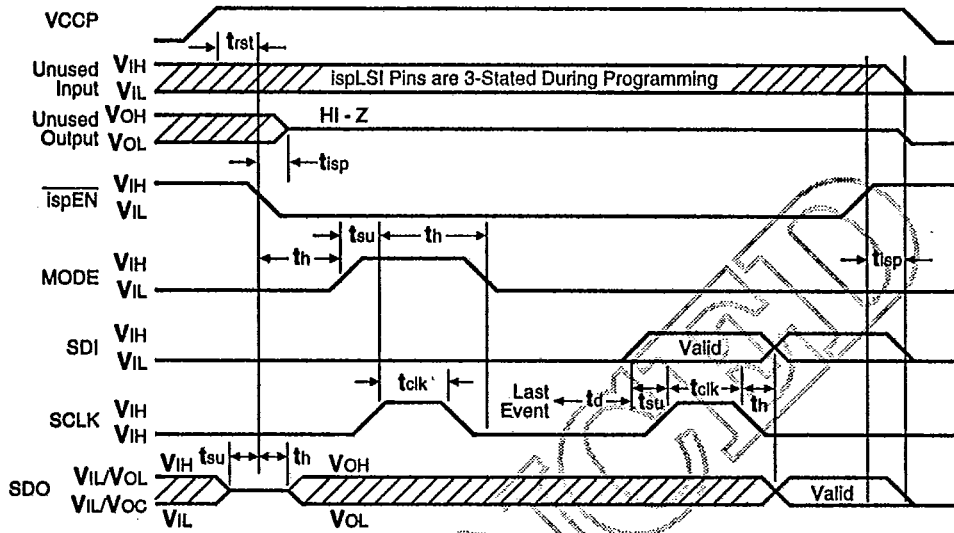 VCCP
trst
Unused Input VIH VIL
ispLSI Pins are 3-Stated During Programming
Unused Output VOH VOL
HI - Z
tisp
ispEN VIH VIL
tsu th
th
tisp
MODE VIH VIL
SDI VIH VIL
Valid
tclk
Last Event
td tsu tclk th
SCLK VIH VIH
tsu th
SDO VIL/VOL VIL/VOC
VIH VOH
Valid
VIL VOL